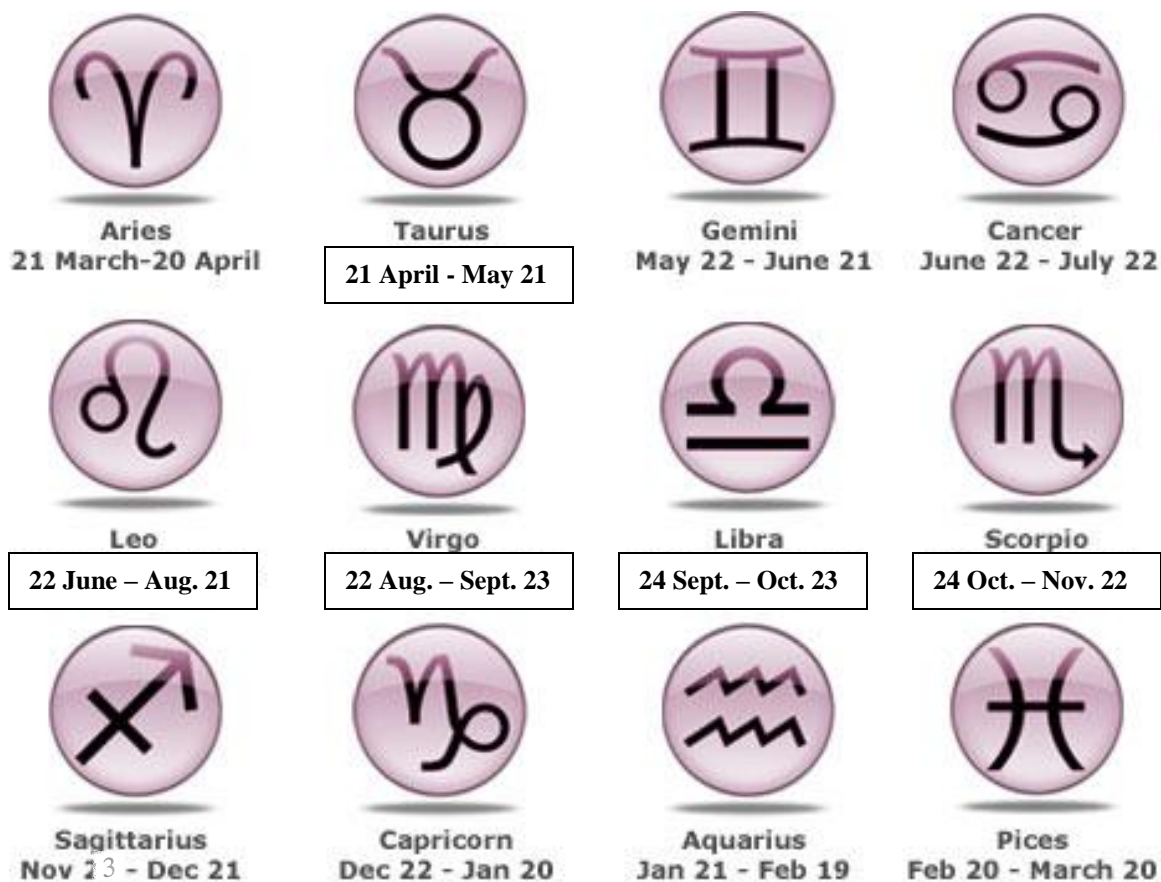 Aries
21 March-20 April
Taurus
21 April - May 21
Gemini
May 22 - June 21
Cancer
June 22 - July 22
Leo
22 June – Aug. 21
Virgo
22 Aug. – Sept. 23
Libra
24 Sept. – Oct. 23
Scorpio
24 Oct. – Nov. 22
Sagittarius
Nov 23 - Dec 21
Capricorn
Dec 22 - Jan 20
Aquarius
Jan 21 - Feb 19
Pices
Feb 20 - March 20